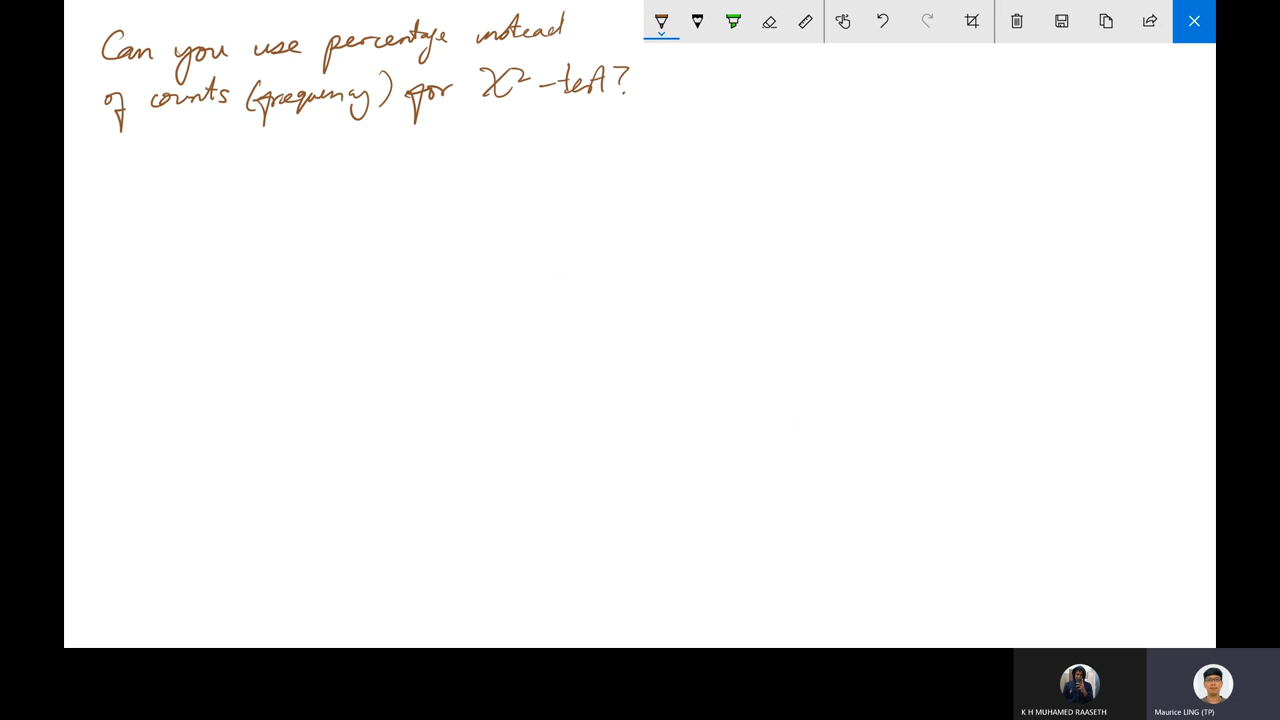 Can you use percentage instead
of counts (frequency) for χ² -test?
K H MUHAMED RAASETH
Maurice LING (TP)